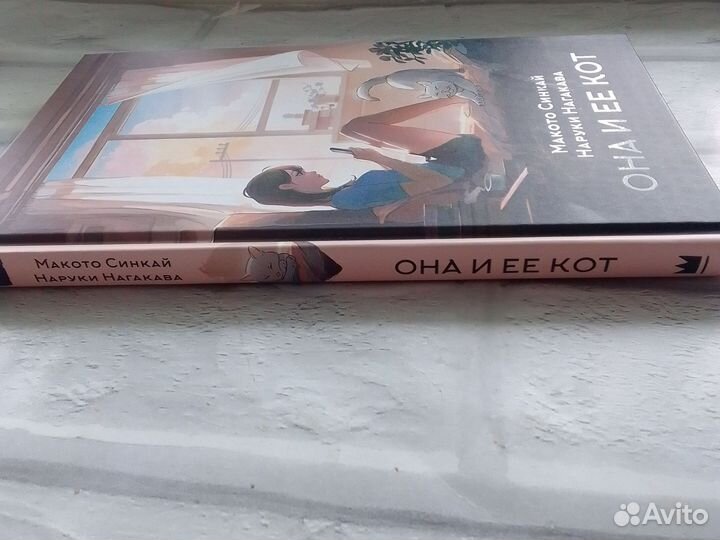 Макото Синкай
Наруки Нагакава
ОНА И ЕЕ КОТ
Макото Синкай
Наруки Нагакава
ОНА И ЕЕ КОТ
Avito